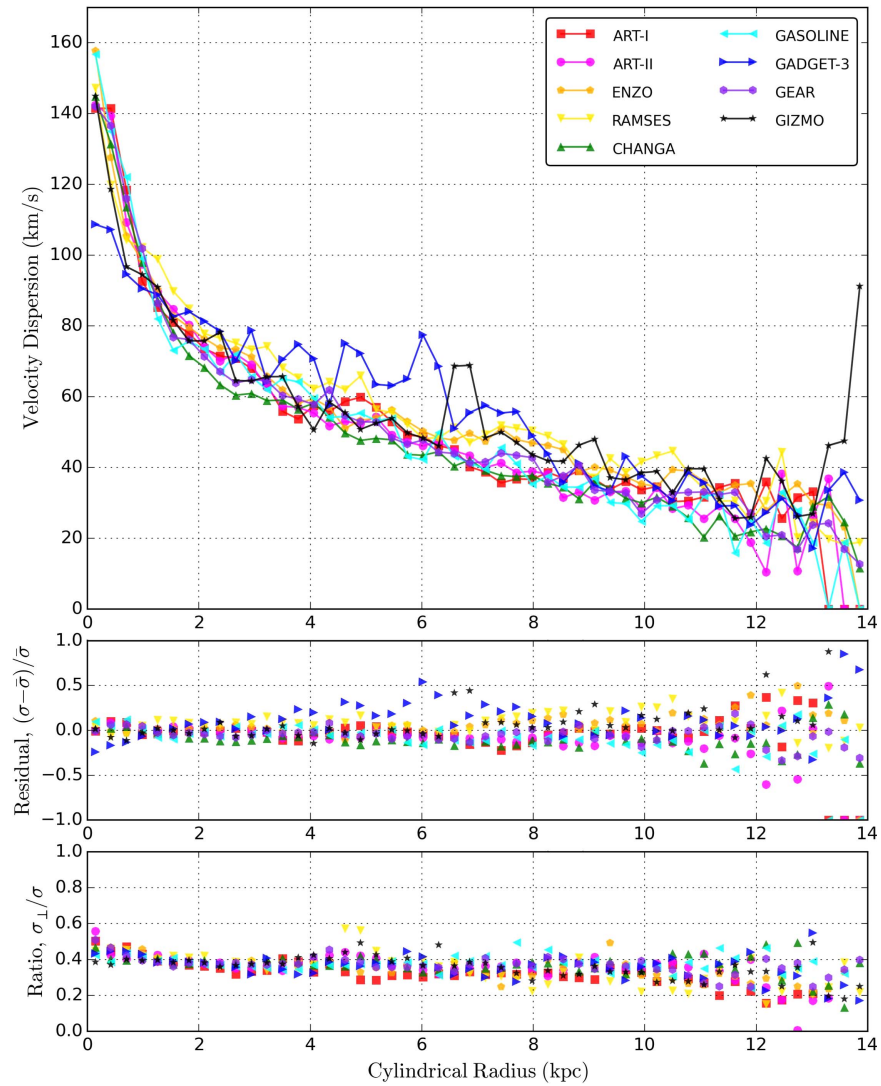 160
140
120
100
80
60
40
20
0
Velocity Dispersion (km/s)
ART-I
ART-II
ENZO
RAMSES
CHANGA
GASOLINE
GADGET-3
GEAR
GIZMO
0 2 4 6 8 10 12 14
1.0
0.5
0.0
−0.5
−1.0
Residual, (σ−σ̄)/σ̄
0 2 4 6 8 10 12 14
1.0
0.8
0.6
0.4
0.2
0.0
Ratio, σ⊥/σ
0 2 4 6 8 10 12 14
Cylindrical Radius (kpc)